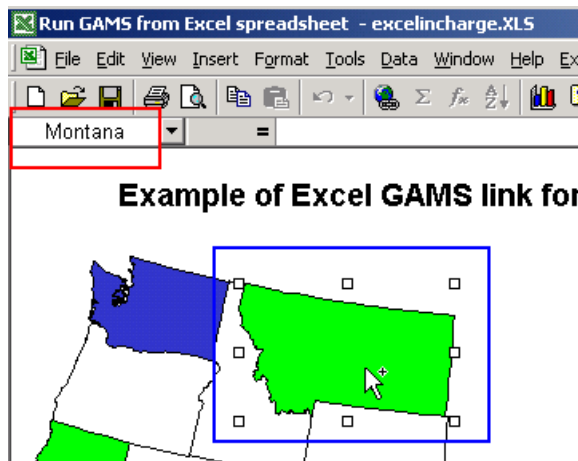 Run GAMS from Excel spreadsheet - excelincharge.XLS
File Edit View Insert Format Tools Data Window Help Ex
Montana =
Example of Excel GAMS link for